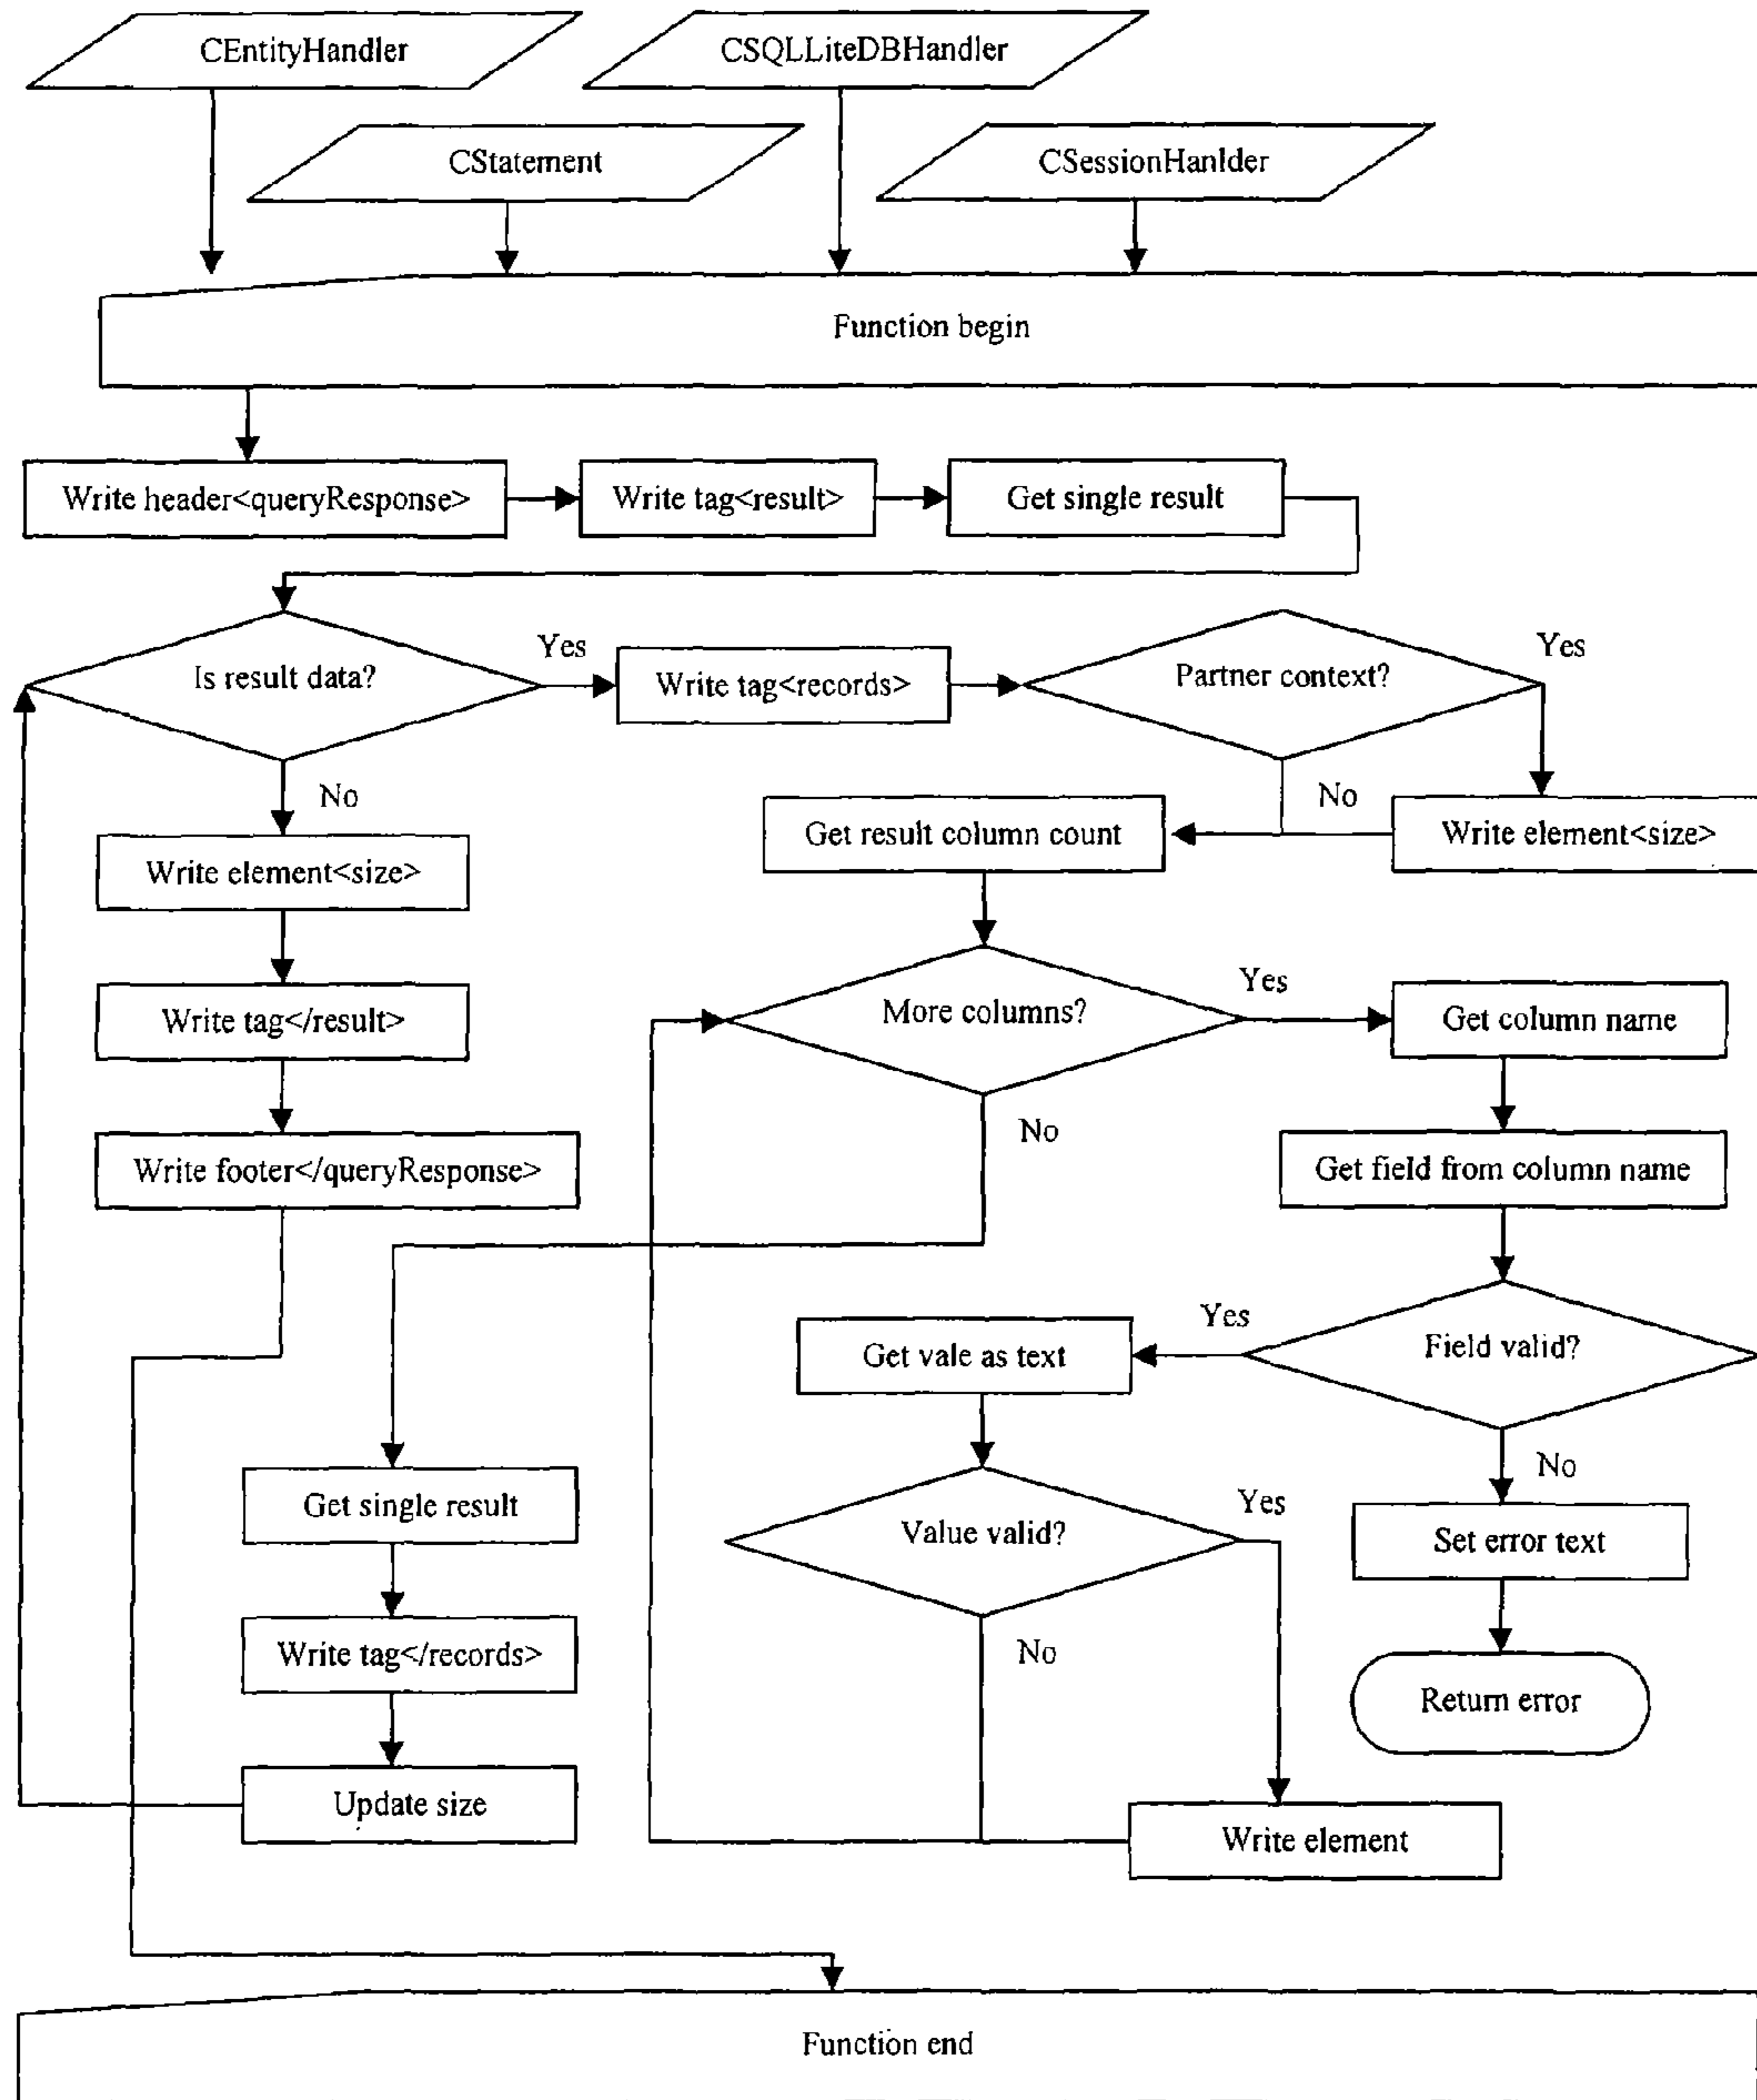 CEntityHandler
CSQLLiteDBHandler
CStatement
CSessionHanlder
Function begin
Write header<queryResponse>
Write tag<result>
Get single result
Is result data?
Yes
Write tag<records>
Partner context?
Yes
No
No
Get result column count
Write element<size>
Write element<size>
More columns?
Yes
Get column name
Write tag</result>
No
Get field from column name
Write footer</queryResponse>
Yes
Field valid?
Get vale as text
No
Get single result
Value valid?
Yes
Set error text
Write tag</records>
No
Return error
Update size
Write element
Function end